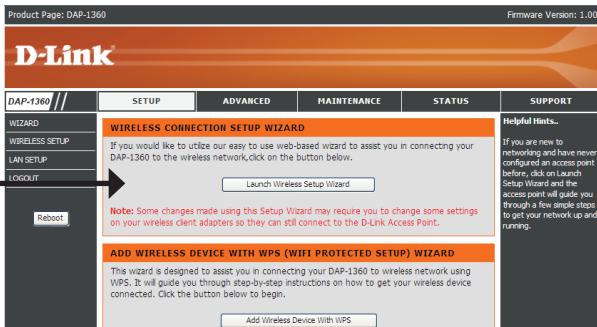 Product Page: DAP-1360
Firmware Version: 1.00
D-Link
DAP-1360
SETUP
ADVANCED
MAINTENANCE
STATUS
SUPPORT
WIZARD
WIRELESS SETUP
LAN SETUP
LOGOUT
Reboot
WIRELESS CONNECTION SETUP WIZARD
If you would like to utilize our easy to use web-based wizard to assist you in connecting your
DAP-1360 to the wireless network,click on the button below.
Launch Wireless Setup Wizard
Note: Some changes made using this Setup Wizard may require you to change some settings
on your wireless client adapters so they can still connect to the D-Link Access Point.
ADD WIRELESS DEVICE WITH WPS (WIFI PROTECTED SETUP) WIZARD
This wizard is designed to assist you in connecting your DAP-1360 to wireless network using
WPS. It will guide you through step-by-step instructions on how to get your wireless device
connected. Click the button below to begin.
Add Wireless Device With WPS
Helpful Hints..
If you are new to
networking and have never
configured an access point
before, click on Launch
Setup Wizard and the
access point will guide you
through a few simple steps
to get your network up and
running.